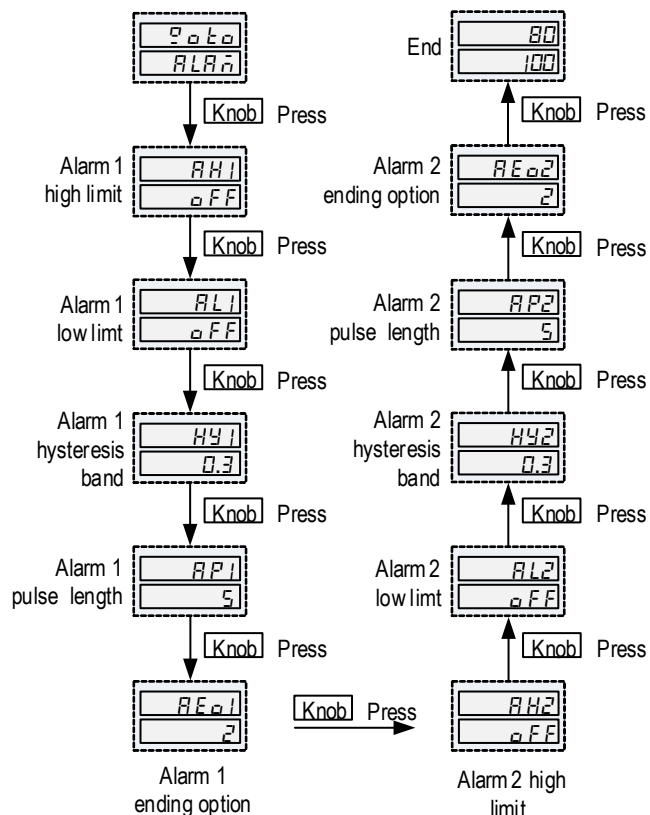 Goto
ALAM
Knob Press
Alarm 1
high limit
AH1
oFF
Knob Press
Alarm 1
low limt
AL1
oFF
Knob Press
Alarm 1
hysteresis
band
HY1
0.3
Knob Press
Alarm 1
pulse length
AP1
5
Knob Press
AEo1
2
Alarm 1
ending option
Knob Press
End
80
100
Knob Press
Alarm 2
ending option
AEo2
2
Knob Press
Alarm 2
pulse length
AP2
5
Knob Press
Alarm 2
hysteresis
band
HY2
0.3
Knob Press
Alarm 2
low limt
AL2
oFF
Knob Press
AH2
oFF
Alarm 2 high
limit